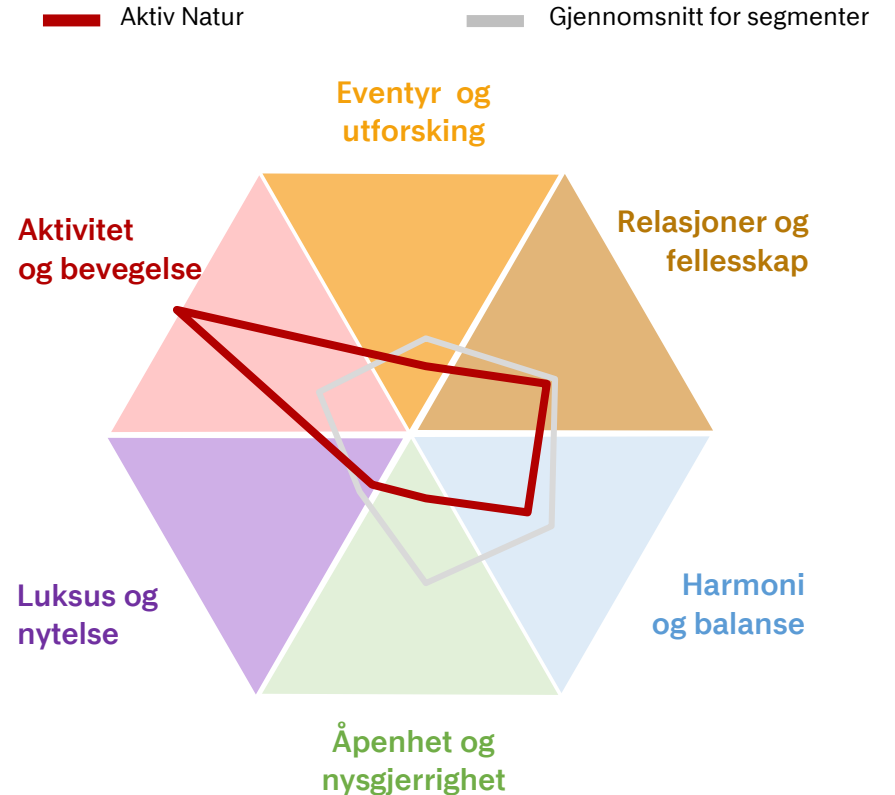 Aktiv Natur
Gjennomsnitt for segmenter
Eventyr og
utforsking
Aktivitet
og bevegelse
Relasjoner og
fellesskap
Luksus og
nytelse
Harmoni
og balanse
Åpenhet og
nysgjerrighet